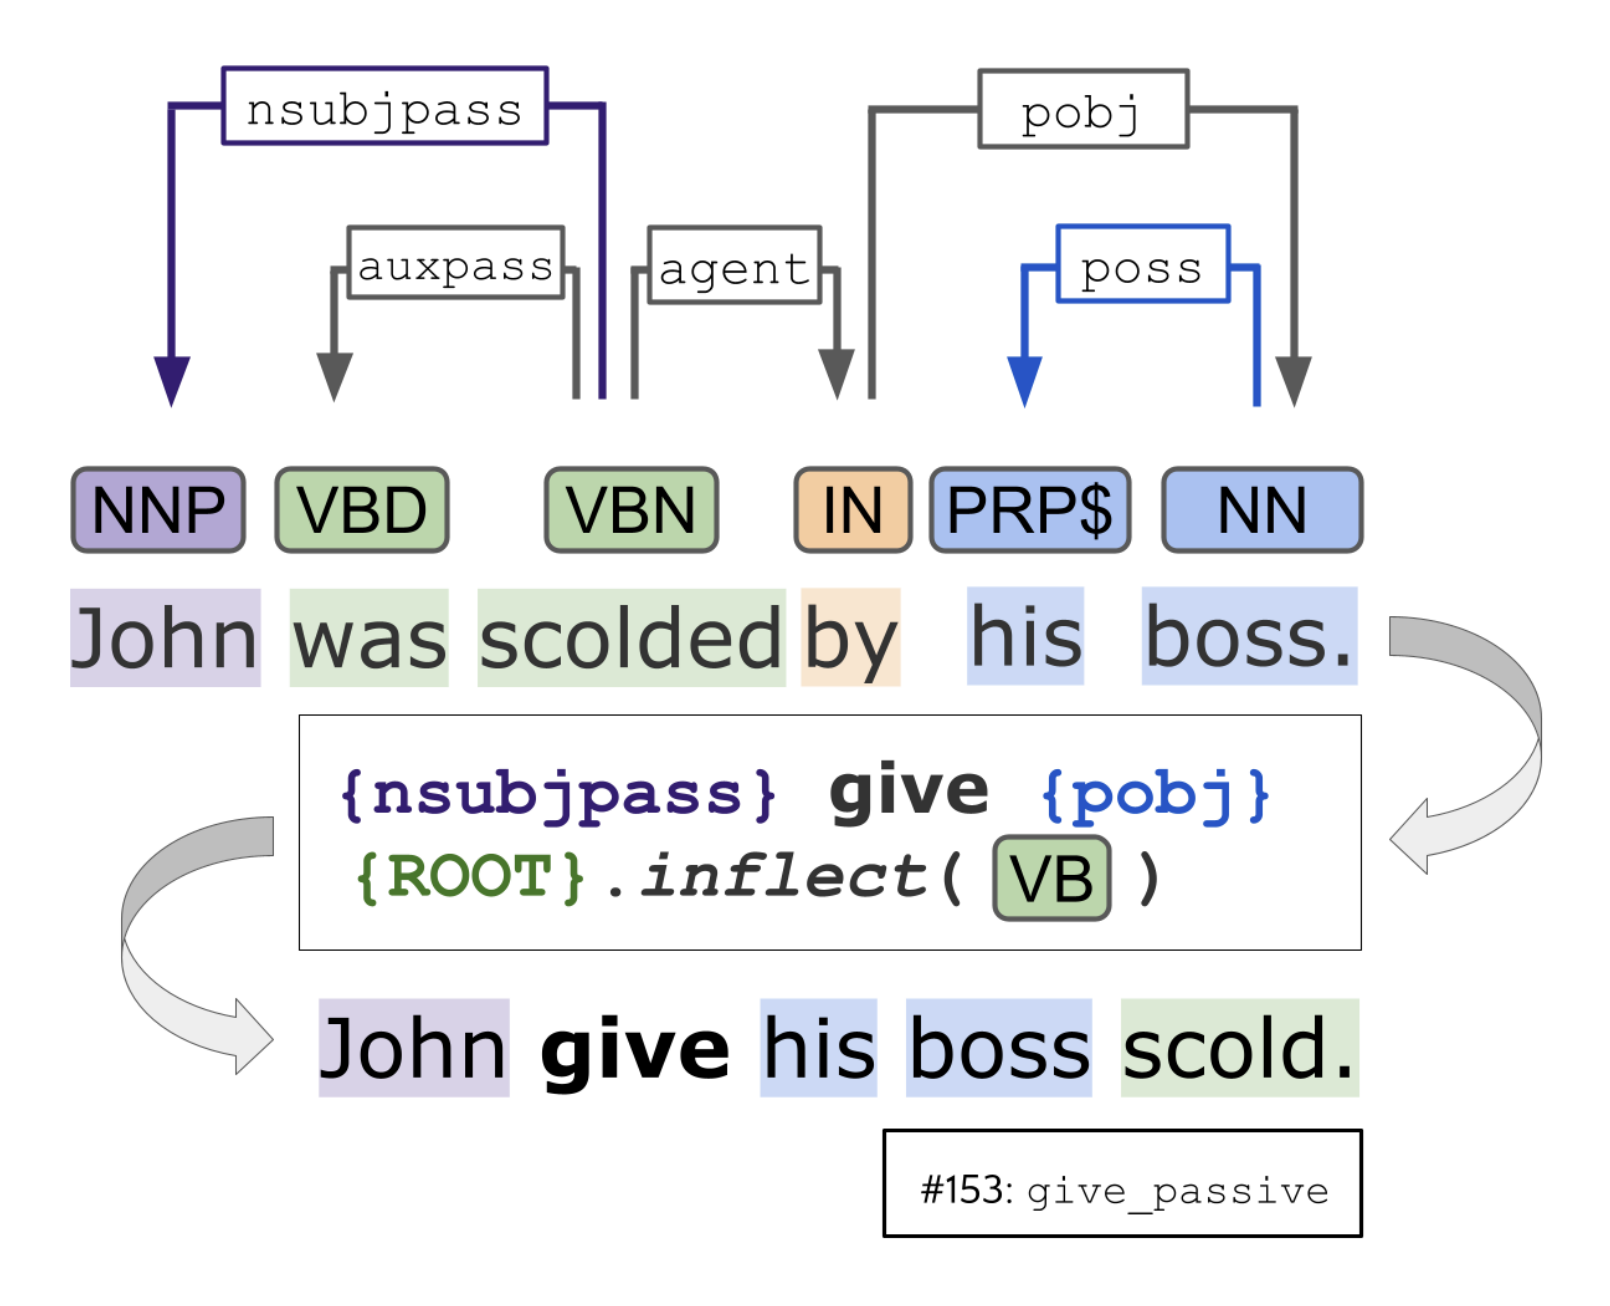 nsubjpass pobj
auxpass agent poss
NNP VBD VBN IN PRP$ NN
John was scolded by his boss.
{nsubjpass} give {pobj}
{ROOT}.inflect( VB )
John give his boss scold.
#153: give_passive